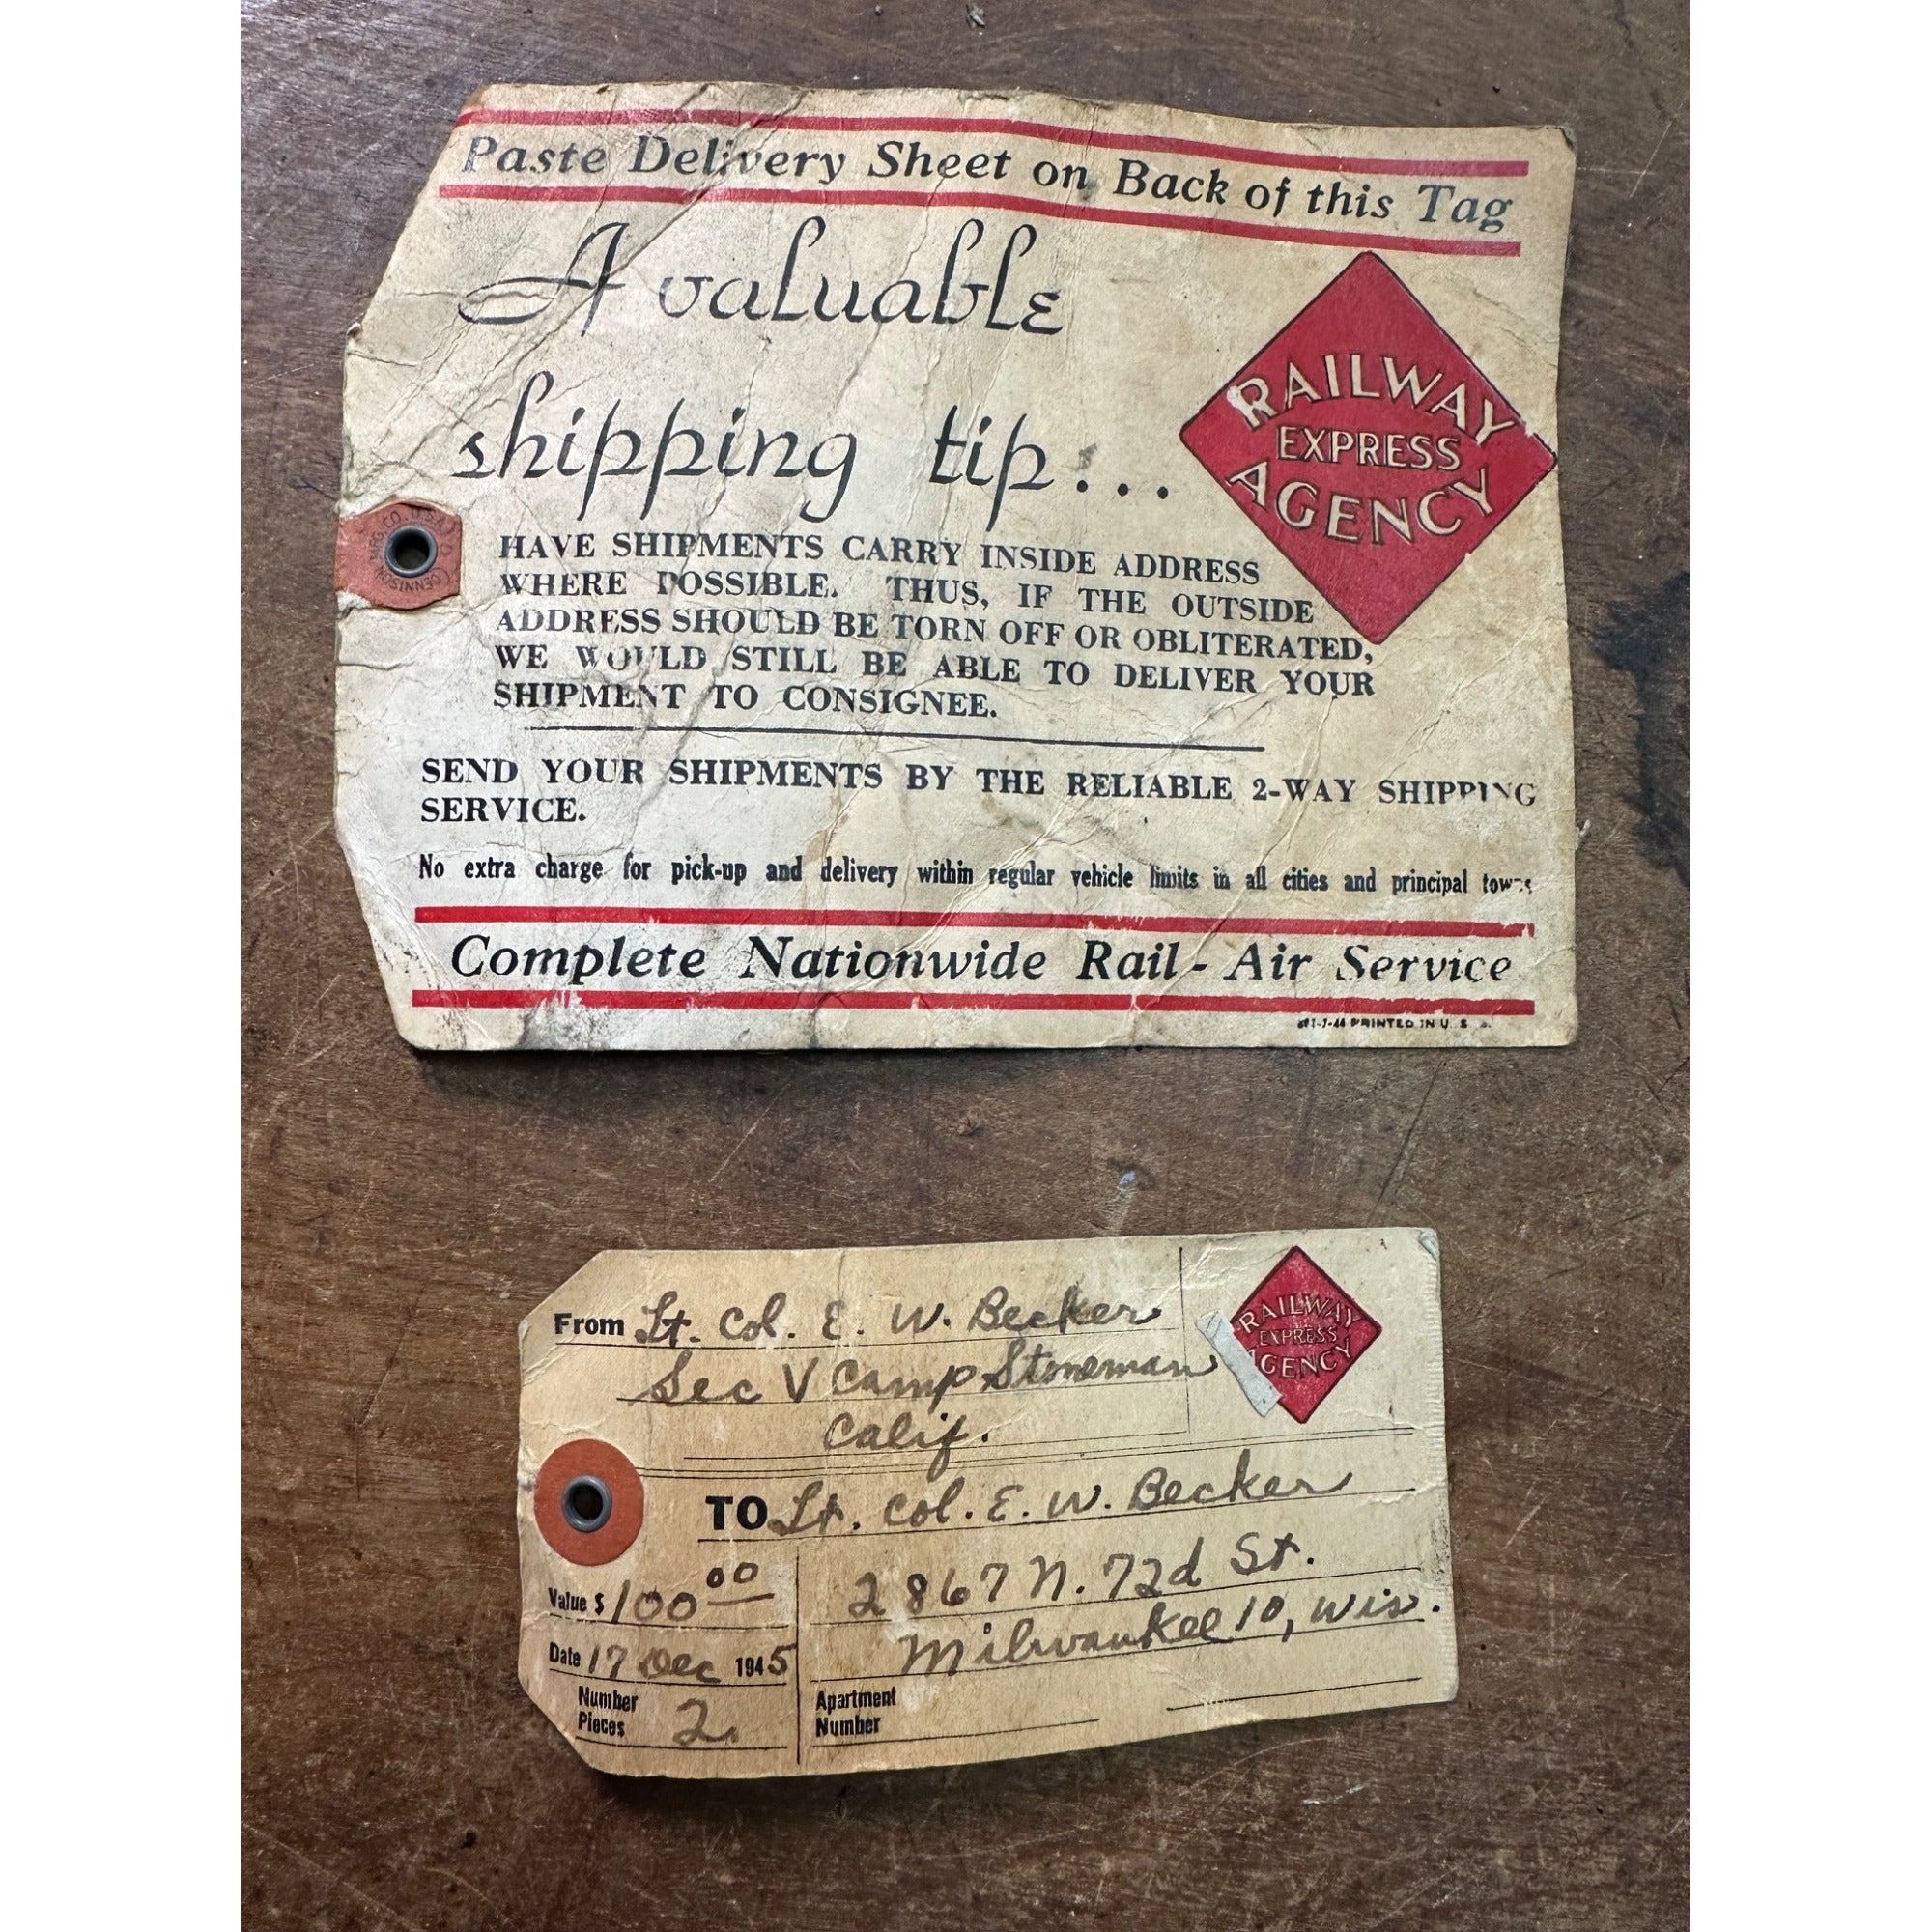 Paste Delivery Sheet on Back of this Tag
A valuable
shipping tip...
RAILWAY
EXPRESS
AGENCY
DENNISON MFG. CO. U.S.A.
HAVE SHIPMENTS CARRY INSIDE ADDRESS
WHERE POSSIBLE. THUS, IF THE OUTSIDE
ADDRESS SHOULD BE TORN OFF OR OBLITERATED,
WE WOULD STILL BE ABLE TO DELIVER YOUR
SHIPMENT TO CONSIGNEE.
SEND YOUR SHIPMENTS BY THE RELIABLE 2-WAY SHIPPING
SERVICE.
No extra charge for pick-up and delivery within regular vehicle limits in all cities and principal towns
Complete Nationwide Rail-Air Service
PRINTED IN U. S. A.
From Lt. Col. E. W. Becker
Sec V Camp Stoneman
Calif.
RAILWAY
EXPRESS
AGENCY
TO Lt. Col. E. W. Becker
2867 N. 72d St.
Milwaukee 10, Wis.
Value $ 100 00
Date 17 Dec 1945
Number
Pieces 2.
Apartment
Number